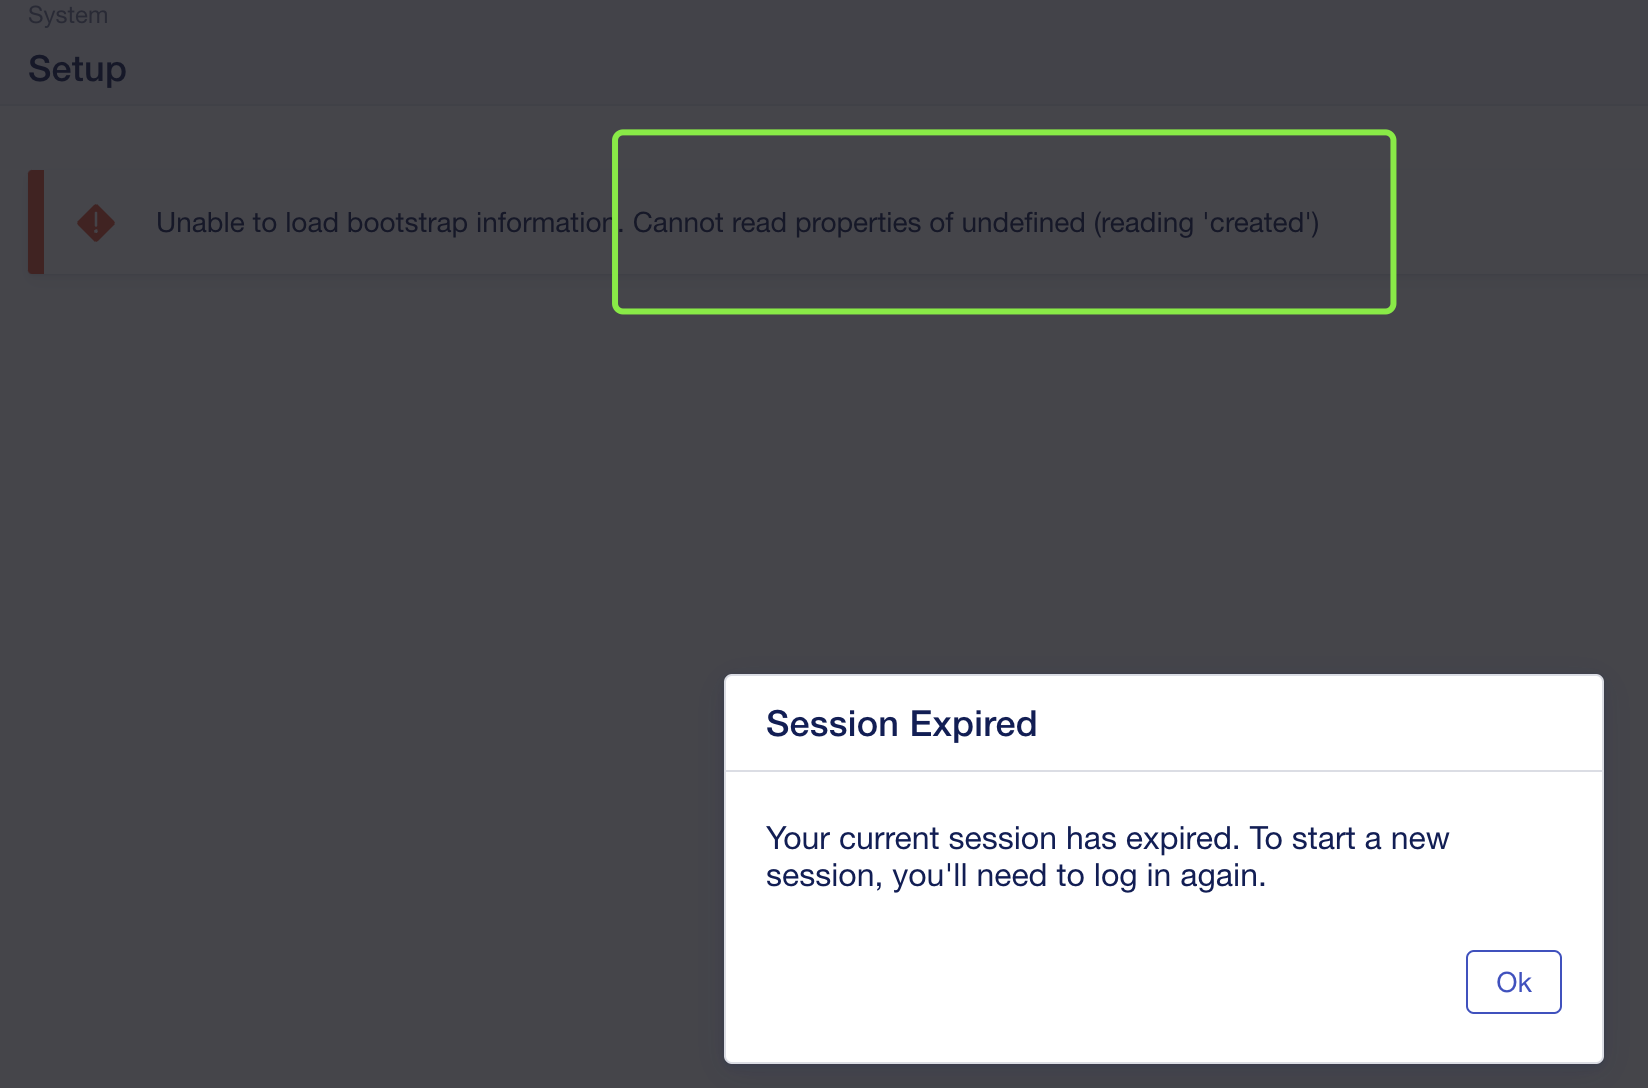 System
Setup
Unable to load bootstrap information. Cannot read properties of undefined (reading 'created')
Session Expired
Your current session has expired. To start a new
session, you'll need to log in again.
Ok